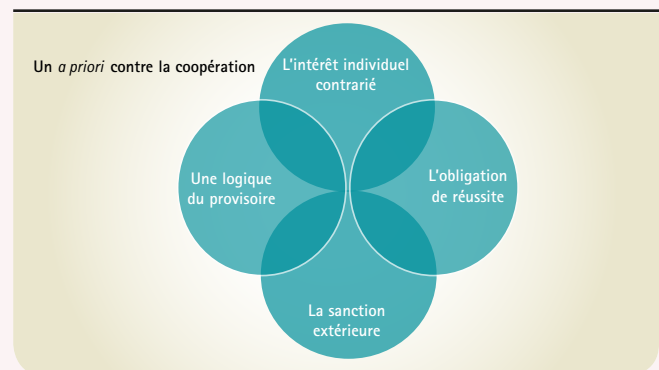 Un a priori contre la coopération
L'intérêt individuel
contrarié
Une logique
du provisoire
L'obligation
de réussite
La sanction
extérieure